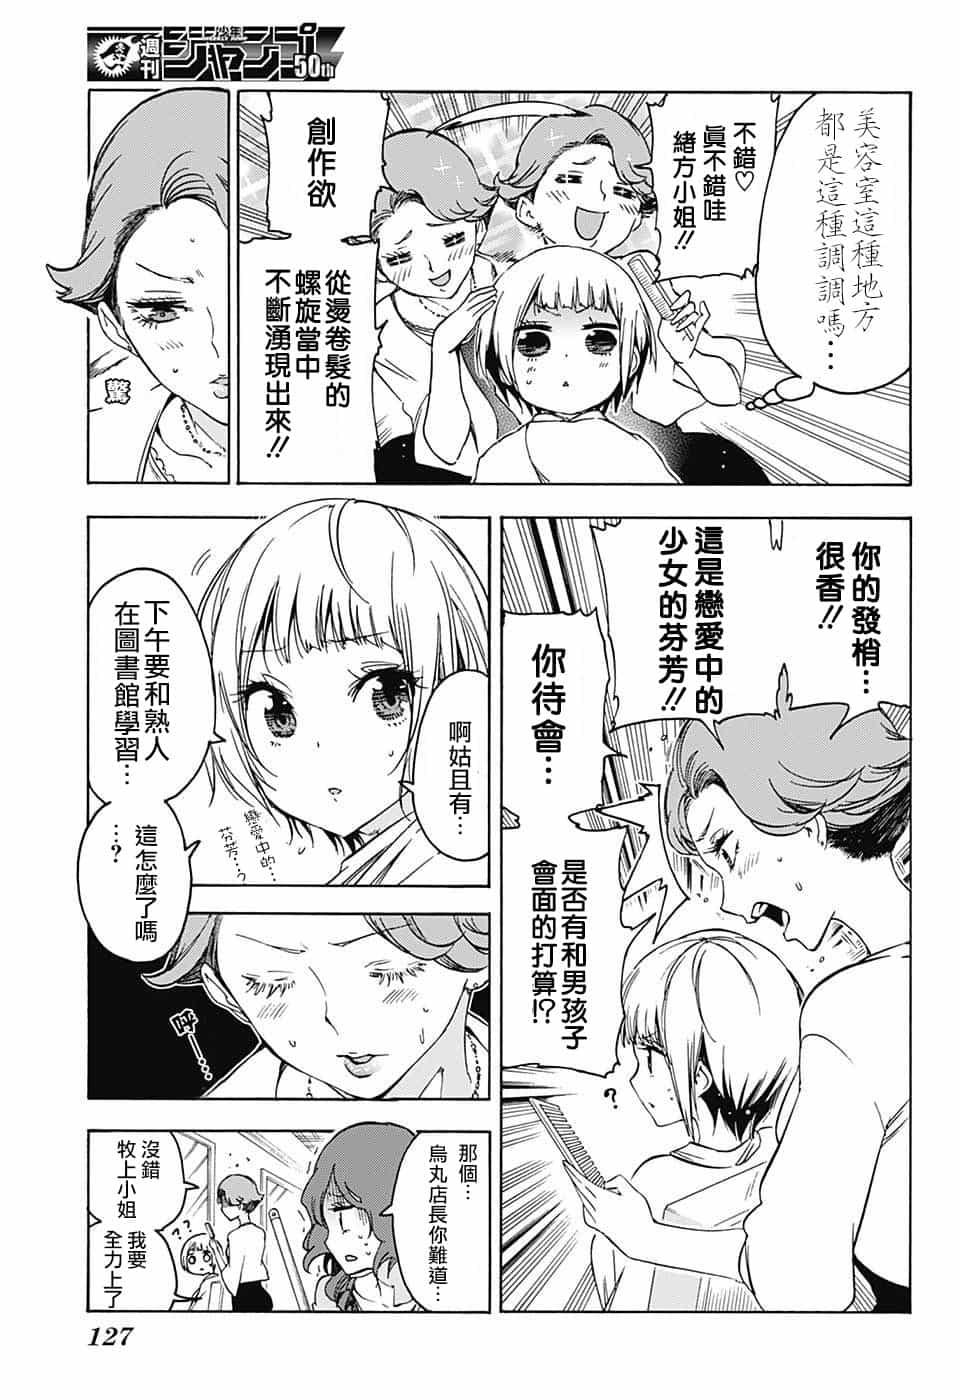 週刊
少年
ジャンプ
50th
美容室這種地方
都是這種調調嗎…
不錯♡
真不錯哇
緒方小姐!!
創作欲
從漫卷髮的
螺旋當中
不斷湧現出來!!
驚
你的發梢…
很香!!
這是戀愛中的
少女的芬芳!!
你待會…
是否有和男孩子
會面的打算!?
?
啊姑且有…
下午要和熟人
在圖書館學習…
這怎麼了嗎
…?
戀愛中的…
芬芳…?
呼—…
那個…
烏丸店長你難道…
??
沒錯
牧上小姐
我要
全力上了
127